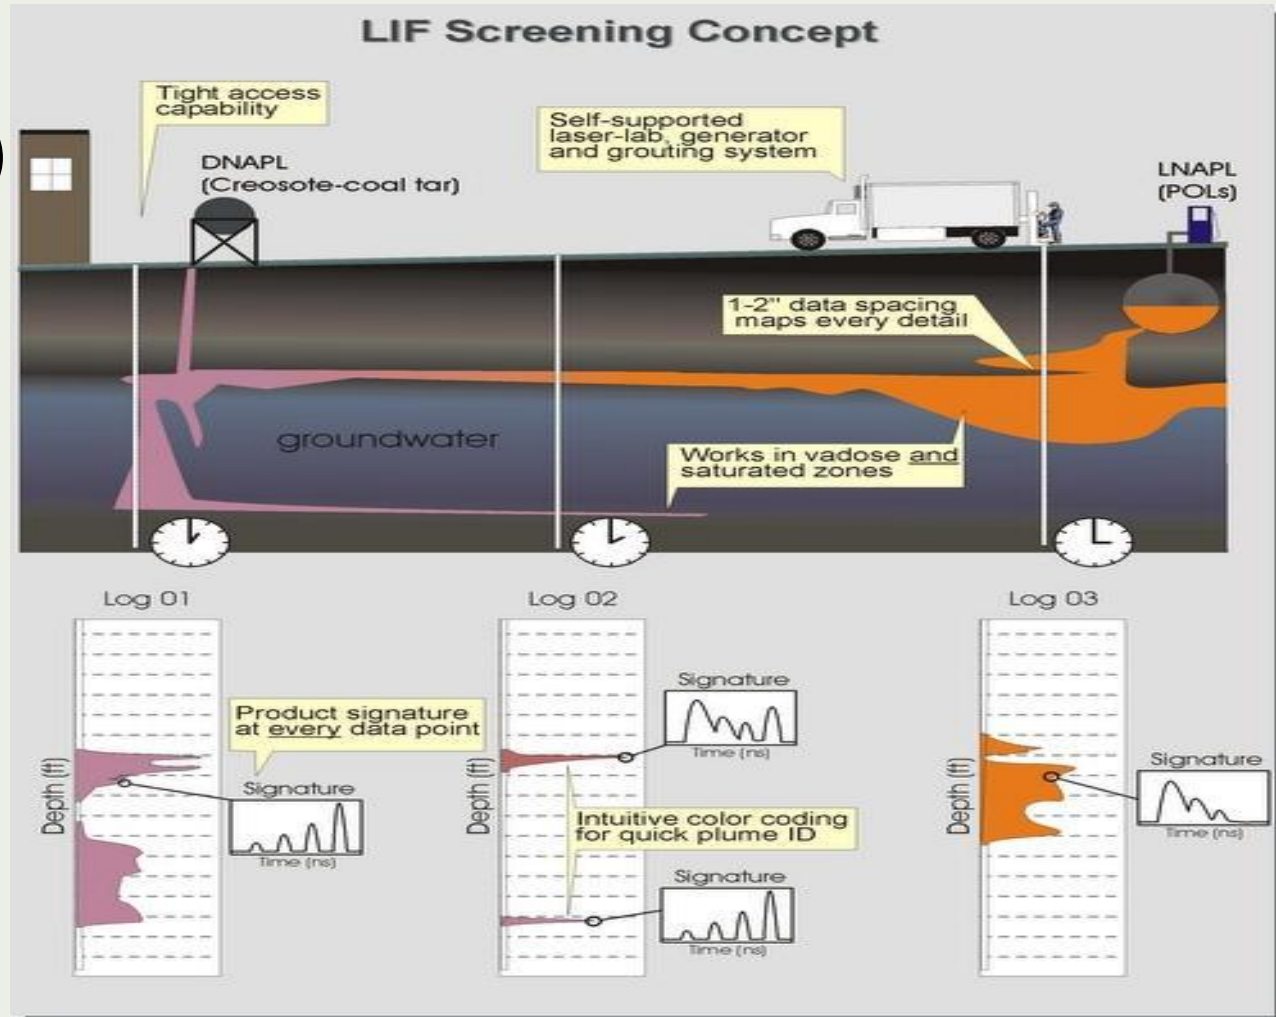 LIF Screening Concept
Tight access
capability
Self-supported
laser-lab, generator
and grouting system
DNAPL
(Creosote-coal tar)
LNAPL
(POLs)
1-2" data spacing
maps every detail
groundwater
Works in vadose and
saturated zones
Log 01
Log 02
Log 03
Depth (ft)
Product signature
at every data point
Signature
Time (ns)
Depth (ft)
Signature
Time (ns)
Intuitive color coding
for quick plume ID
Signature
Time (ns)
Depth (ft)
Signature
Time (ns)